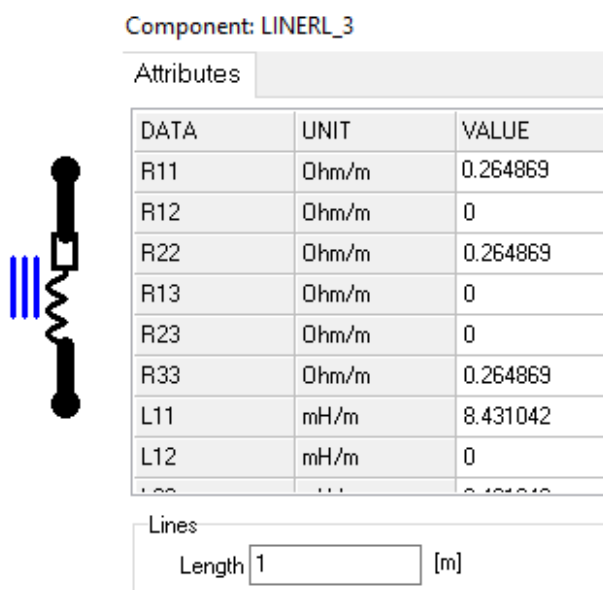 Component: LINERL_3
Attributes
DATA UNIT VALUE
R11 Ohm/m 0.264869
R12 Ohm/m 0
R22 Ohm/m 0.264869
R13 Ohm/m 0
R23 Ohm/m 0
R33 Ohm/m 0.264869
L11 mH/m 8.431042
L12 mH/m 0
Lines
Length 1 [m]